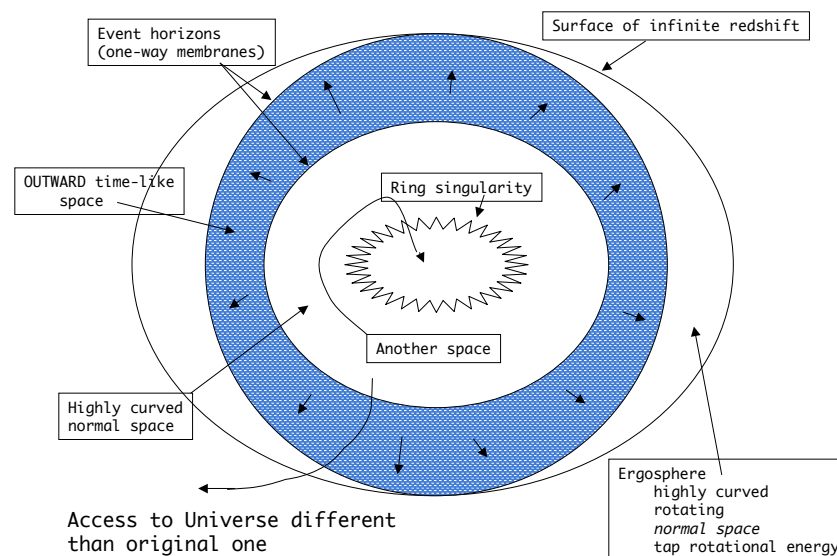 Event horizons
(one-way membranes)
Surface of infinite redshift
OUTWARD time-like
space
Ring singularity
Another space
Highly curved
normal space
Ergosphere
highly curved
rotating
normal space
tap rotational energy
Access to Universe different
than original one